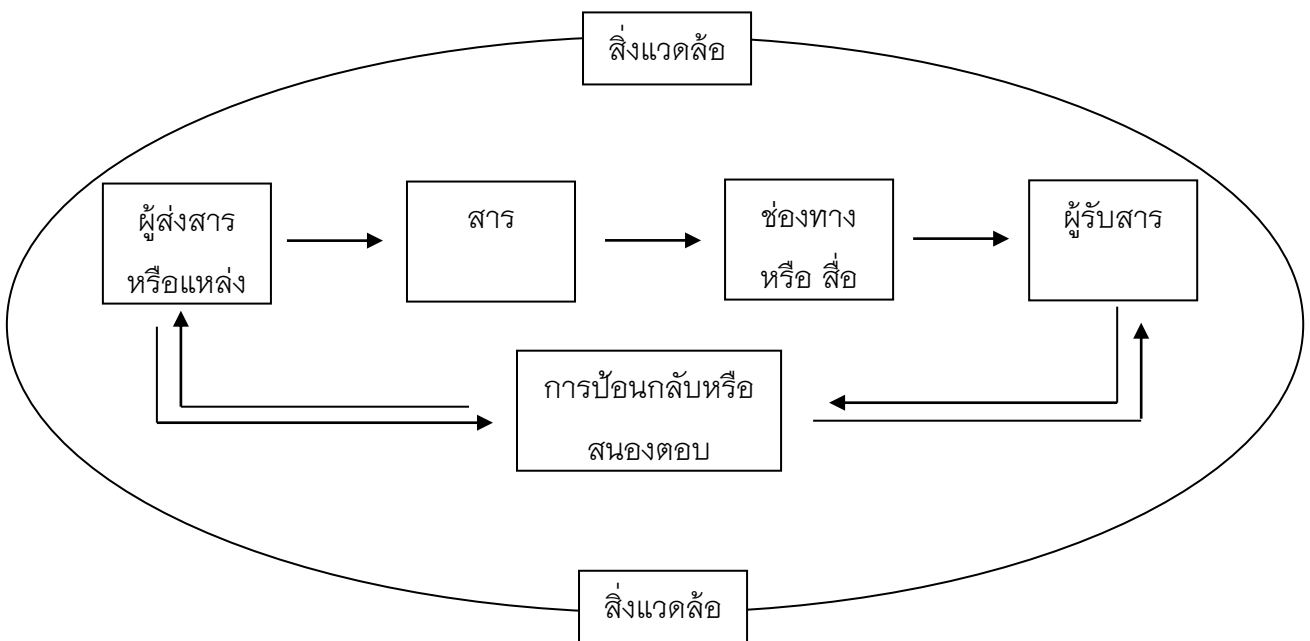 สิ่งแวดล้อ
ผู้ส่งสาร
หรือแหล่ง
สาร
ช่องทาง
หรือ สื่อ
ผู้รับสาร
การป้อนกลับหรือ
สนองตอบ
สิ่งแวดล้อ